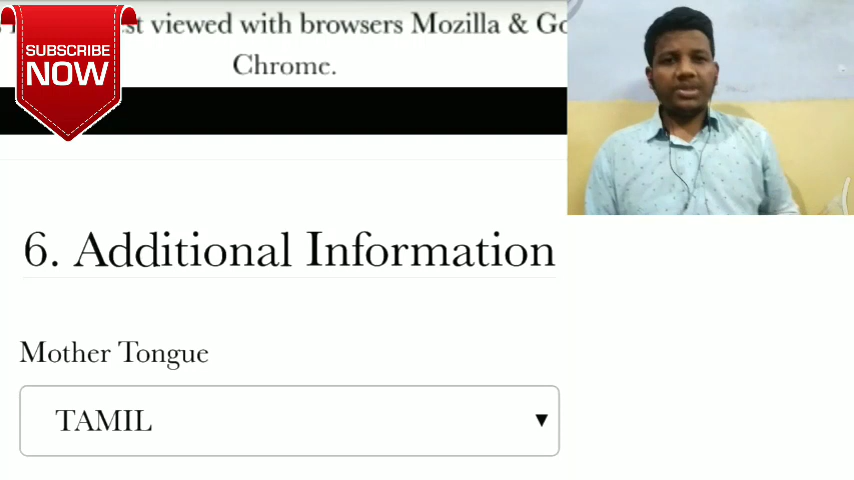 SUBSCRIBE
NOW
st viewed with browsers Mozilla & Go
Chrome.
6. Additional Information
Mother Tongue
TAMIL